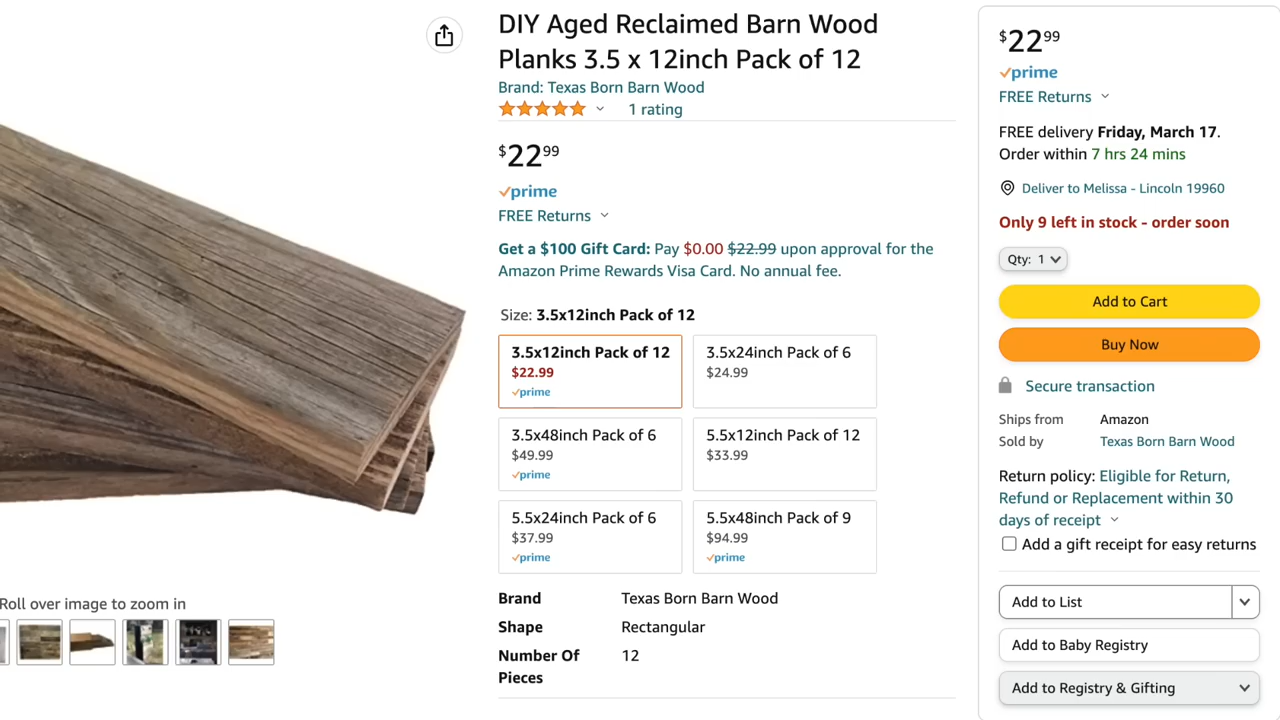 DIY Aged Reclaimed Barn Wood
Planks 3.5 x 12inch Pack of 12
Brand: Texas Born Barn Wood
1 rating
$22 99
prime
FREE Returns
Get a $100 Gift Card: Pay $0.00 $22.99 upon approval for the
Amazon Prime Rewards Visa Card. No annual fee.
Size: 3.5x12inch Pack of 12
3.5x12inch Pack of 12
$22.99
prime
3.5x24inch Pack of 6
$24.99
3.5x48inch Pack of 6
$49.99
prime
5.5x12inch Pack of 12
$33.99
5.5x24inch Pack of 6
$37.99
prime
5.5x48inch Pack of 9
$94.99
prime
Brand Texas Born Barn Wood
Shape Rectangular
Number Of 12
Pieces
Roll over image to zoom in
$22 99
prime
FREE Returns
FREE delivery Friday, March 17.
Order within 7 hrs 24 mins
Deliver to Melissa - Lincoln 19960
Only 9 left in stock - order soon
Qty: 1
Add to Cart
Buy Now
Secure transaction
Ships from Amazon
Sold by Texas Born Barn Wood
Return policy: Eligible for Return,
Refund or Replacement within 30
days of receipt
Add a gift receipt for easy returns
Add to List
Add to Baby Registry
Add to Registry & Gifting